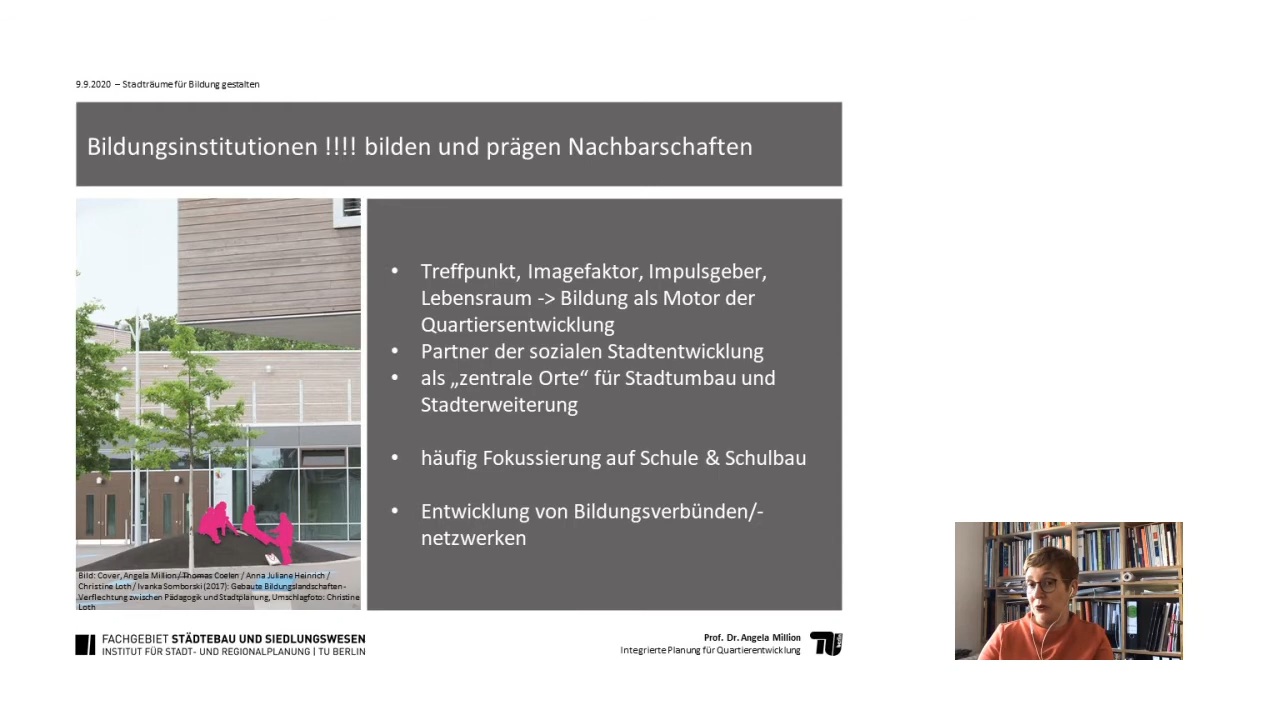 9.9.2020 – Stadträume für Bildung gestalten
Bildungsinstitutionen !!!! bilden und prägen Nachbarschaften
• Treffpunkt, Imagefaktor, Impulsgeber,
Lebensraum -> Bildung als Motor der
Quartiersentwicklung
• Partner der sozialen Stadtentwicklung
• als „zentrale Orte“ für Stadtumbau und
Stadterweiterung
• häufig Fokussierung auf Schule & Schulbau
• Entwicklung von Bildungsverbünden/-
netzwerken
Bild: Cover, Angela Million/Thomas Coelen / Anna Juliane Heinrich /
Christine Loth / Ivanka Somborski (2017): Gebaute Bildungslandschaften -
Verflechtung zwischen Pädagogik und Stadtplanung, Umschlagfoto: Christine
Loth
FACHGEBIET STÄDTEBAU UND SIEDLUNGSWESEN
INSTITUT FÜR STADT- UND REGIONALPLANUNG | TU BERLIN
Prof. Dr. Angela Million
Integrierte Planung für Quartierentwicklung